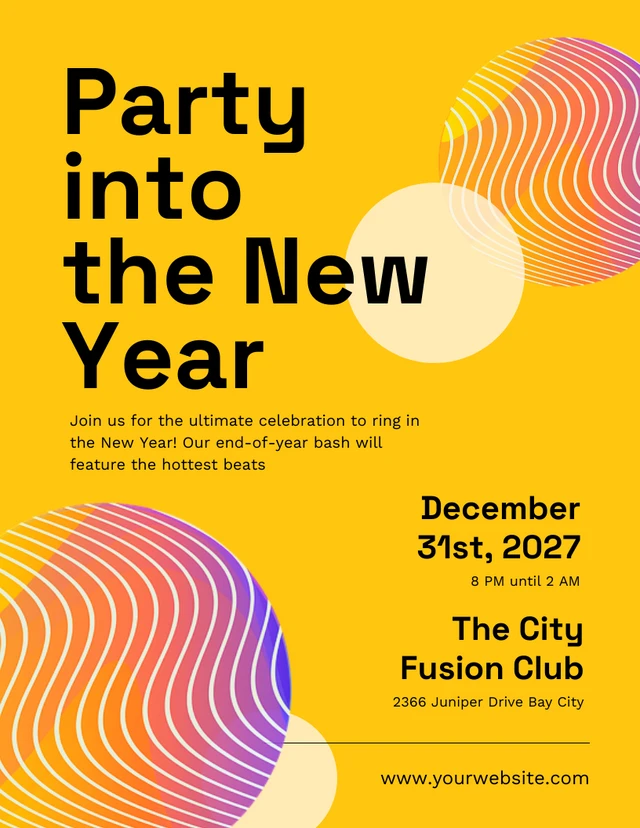 Party
into
the New
Year
Join us for the ultimate celebration to ring in
the New Year! Our end-of-year bash will
feature the hottest beats
December
31st, 2027
8 PM until 2 AM
The City
Fusion Club
2366 Juniper Drive Bay City
www.yourwebsite.com